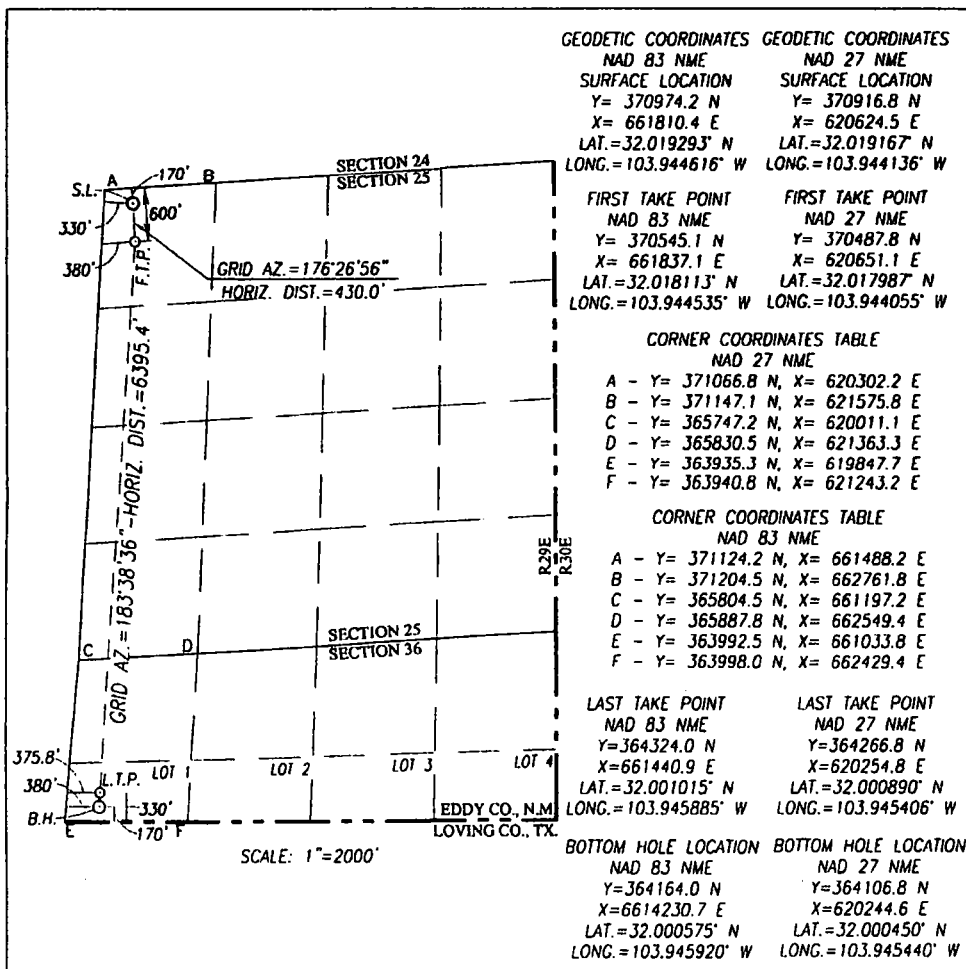 GEODETIC COORDINATES
NAD 83 NME
SURFACE LOCATION
Y= 370974.2 N
X= 661810.4 E
LAT.=32.019293° N
LONG.=103.944616° W
GEODETIC COORDINATES
NAD 27 NME
SURFACE LOCATION
Y= 370916.8 N
X= 620624.5 E
LAT.=32.019167° N
LONG.=103.944136° W
FIRST TAKE POINT
NAD 83 NME
Y= 370545.1 N
X= 661837.1 E
LAT.=32.018113° N
LONG.=103.944535° W
FIRST TAKE POINT
NAD 27 NME
Y= 370487.8 N
X= 620651.1 E
LAT.=32.017987° N
LONG.=103.944055° W
CORNER COORDINATES TABLE
NAD 27 NME
A - Y= 371066.8 N, X= 620302.2 E
B - Y= 371147.1 N, X= 621575.8 E
C - Y= 365747.2 N, X= 620011.1 E
D - Y= 365830.5 N, X= 621363.3 E
E - Y= 363935.3 N, X= 619847.7 E
F - Y= 363940.8 N, X= 621243.2 E
CORNER COORDINATES TABLE
NAD 83 NME
A - Y= 371124.2 N, X= 661488.2 E
B - Y= 371204.5 N, X= 662761.8 E
C - Y= 365804.5 N, X= 661197.2 E
D - Y= 365887.8 N, X= 662549.4 E
E - Y= 363992.5 N, X= 661033.8 E
F - Y= 363998.0 N, X= 662429.4 E
LAST TAKE POINT
NAD 83 NME
Y=364324.0 N
X=661440.9 E
LAT.=32.001015° N
LONG.=103.945885° W
LAST TAKE POINT
NAD 27 NME
Y=364266.8 N
X=620254.8 E
LAT.=32.000890° N
LONG.=103.945406° W
BOTTOM HOLE LOCATION
NAD 83 NME
Y=364164.0 N
X=6614230.7 E
LAT.=32.000575° N
LONG.=103.945920° W
BOTTOM HOLE LOCATION
NAD 27 NME
Y=364106.8 N
X=620244.6 E
LAT.=32.000450° N
LONG.=103.945440° W
A
170'
B
SECTION 24
SECTION 25
S.L.
330'
600'
380'
F.T.P.
GRID AZ.=176°26'56"
HORIZ. DIST.=430.0'
GRID AZ.=183°38'36"-HORIZ. DIST.=6395.4'
R29E
R30E
C
D
SECTION 25
SECTION 36
375.8'
380'
L.T.P.
LOT 1
LOT 2
LOT 3
LOT 4
B.H.
330'
170'
E
F
EDDY CO., N.M.
LOVING CO., TX.
SCALE: 1"=2000'